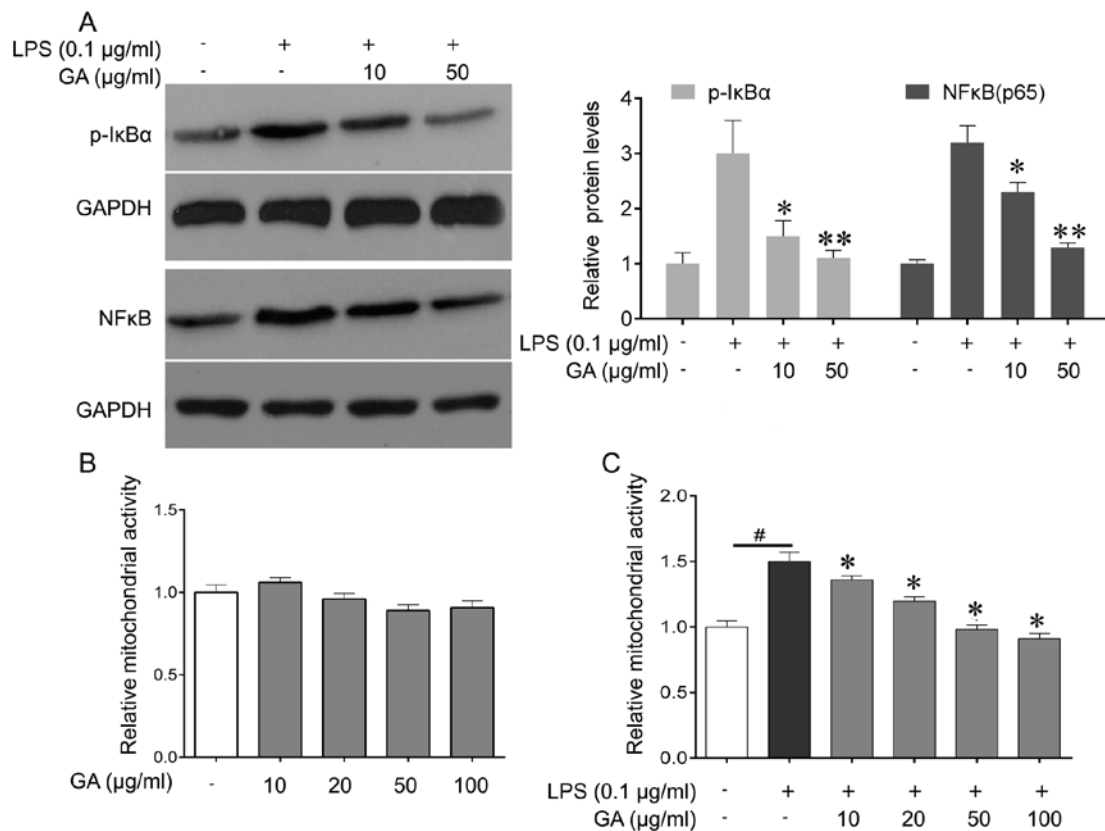 A
LPS (0.1 µg/ml) - + + +
GA (µg/ml) - - 10 50
p-IκBα
GAPDH
NFκB
GAPDH
p-IκBα NFκB(p65)
Relative protein levels
4
3
2
1
0
* ** * **
LPS (0.1 µg/ml) - + + + - + + +
GA (µg/ml) - - 10 50 - - 10 50
B
Relative mitochondrial activity
1.5
1.0
0.5
0.0
GA (µg/ml) - 10 20 50 100
C
Relative mitochondrial activity
2.0
1.5
1.0
0.5
0.0
# * * * *
LPS (0.1 µg/ml) - + + + + +
GA (µg/ml) - - 10 20 50 100